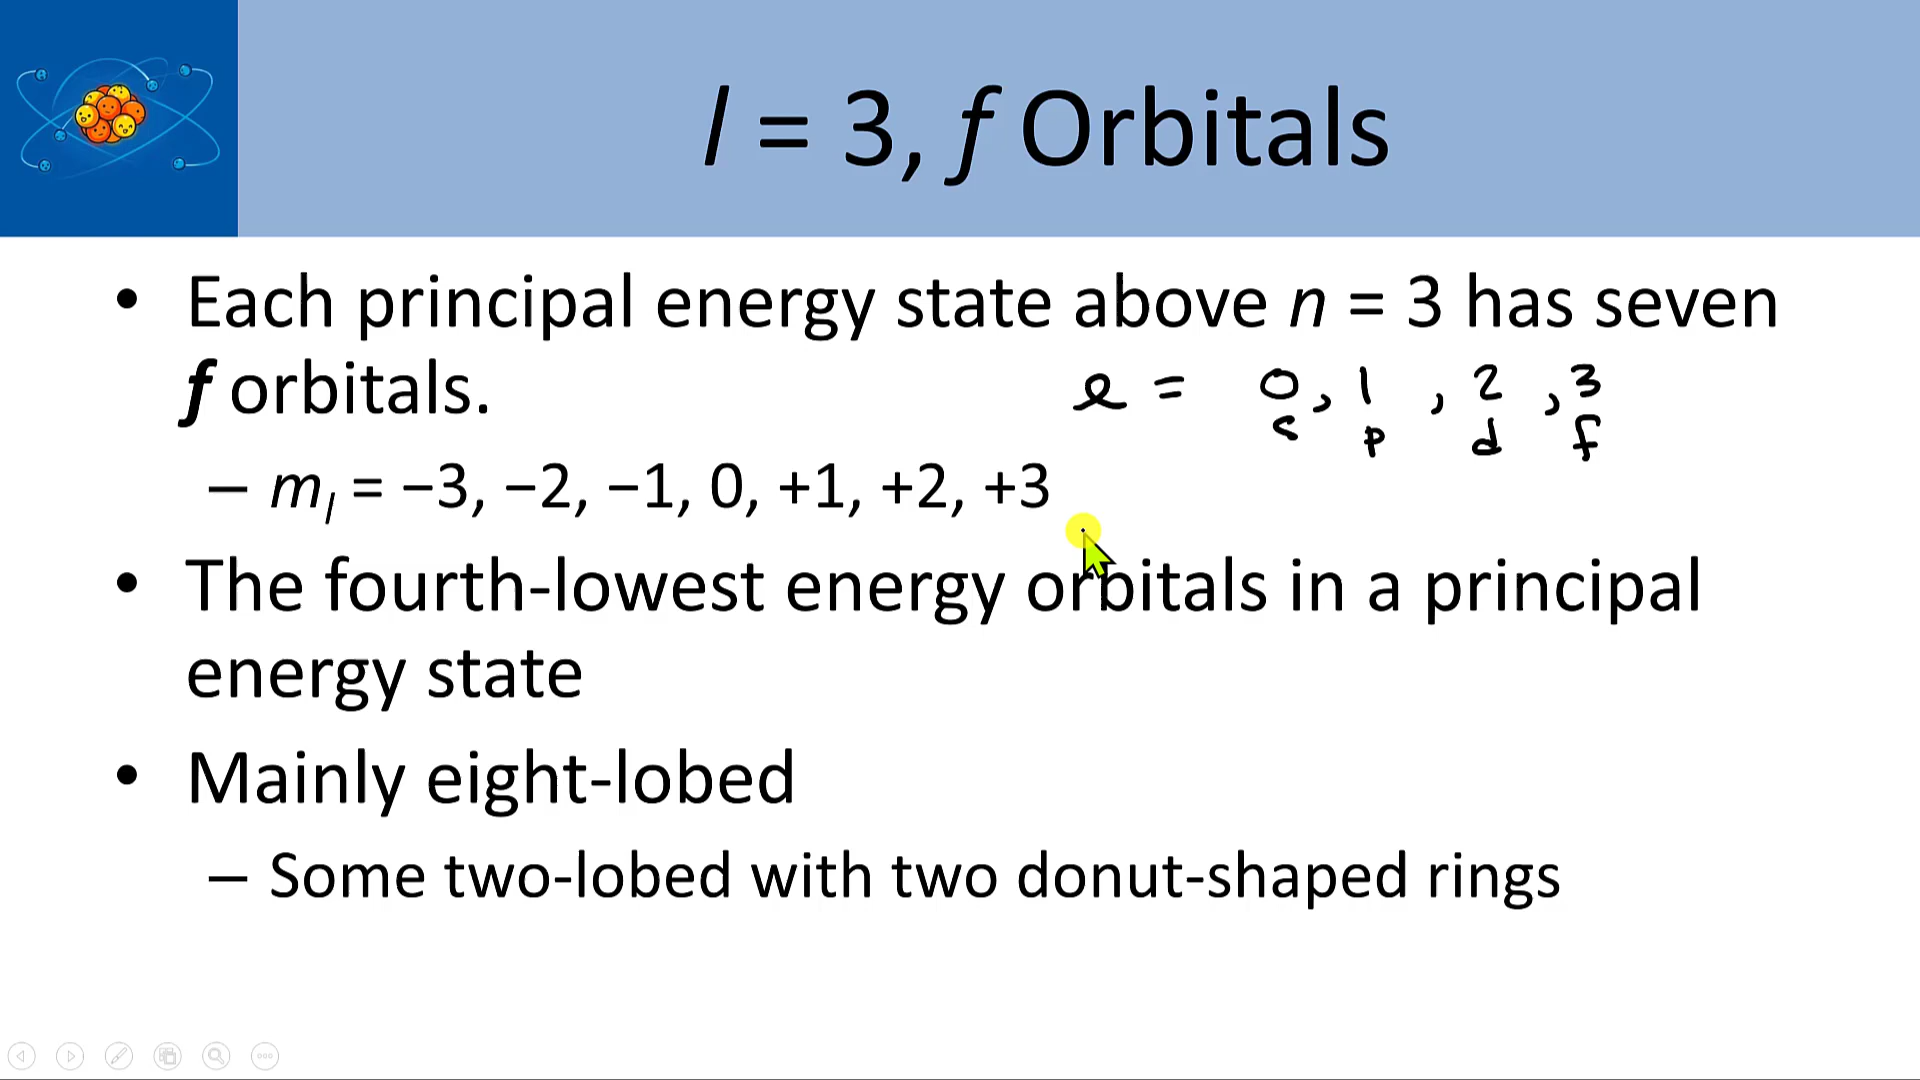 l = 3, f Orbitals
• Each principal energy state above n = 3 has seven
f orbitals.
l = 0, 1, 2, 3
s p d f
– ml = −3, −2, −1, 0, +1, +2, +3
• The fourth-lowest energy orbitals in a principal
energy state
• Mainly eight-lobed
– Some two-lobed with two donut-shaped rings